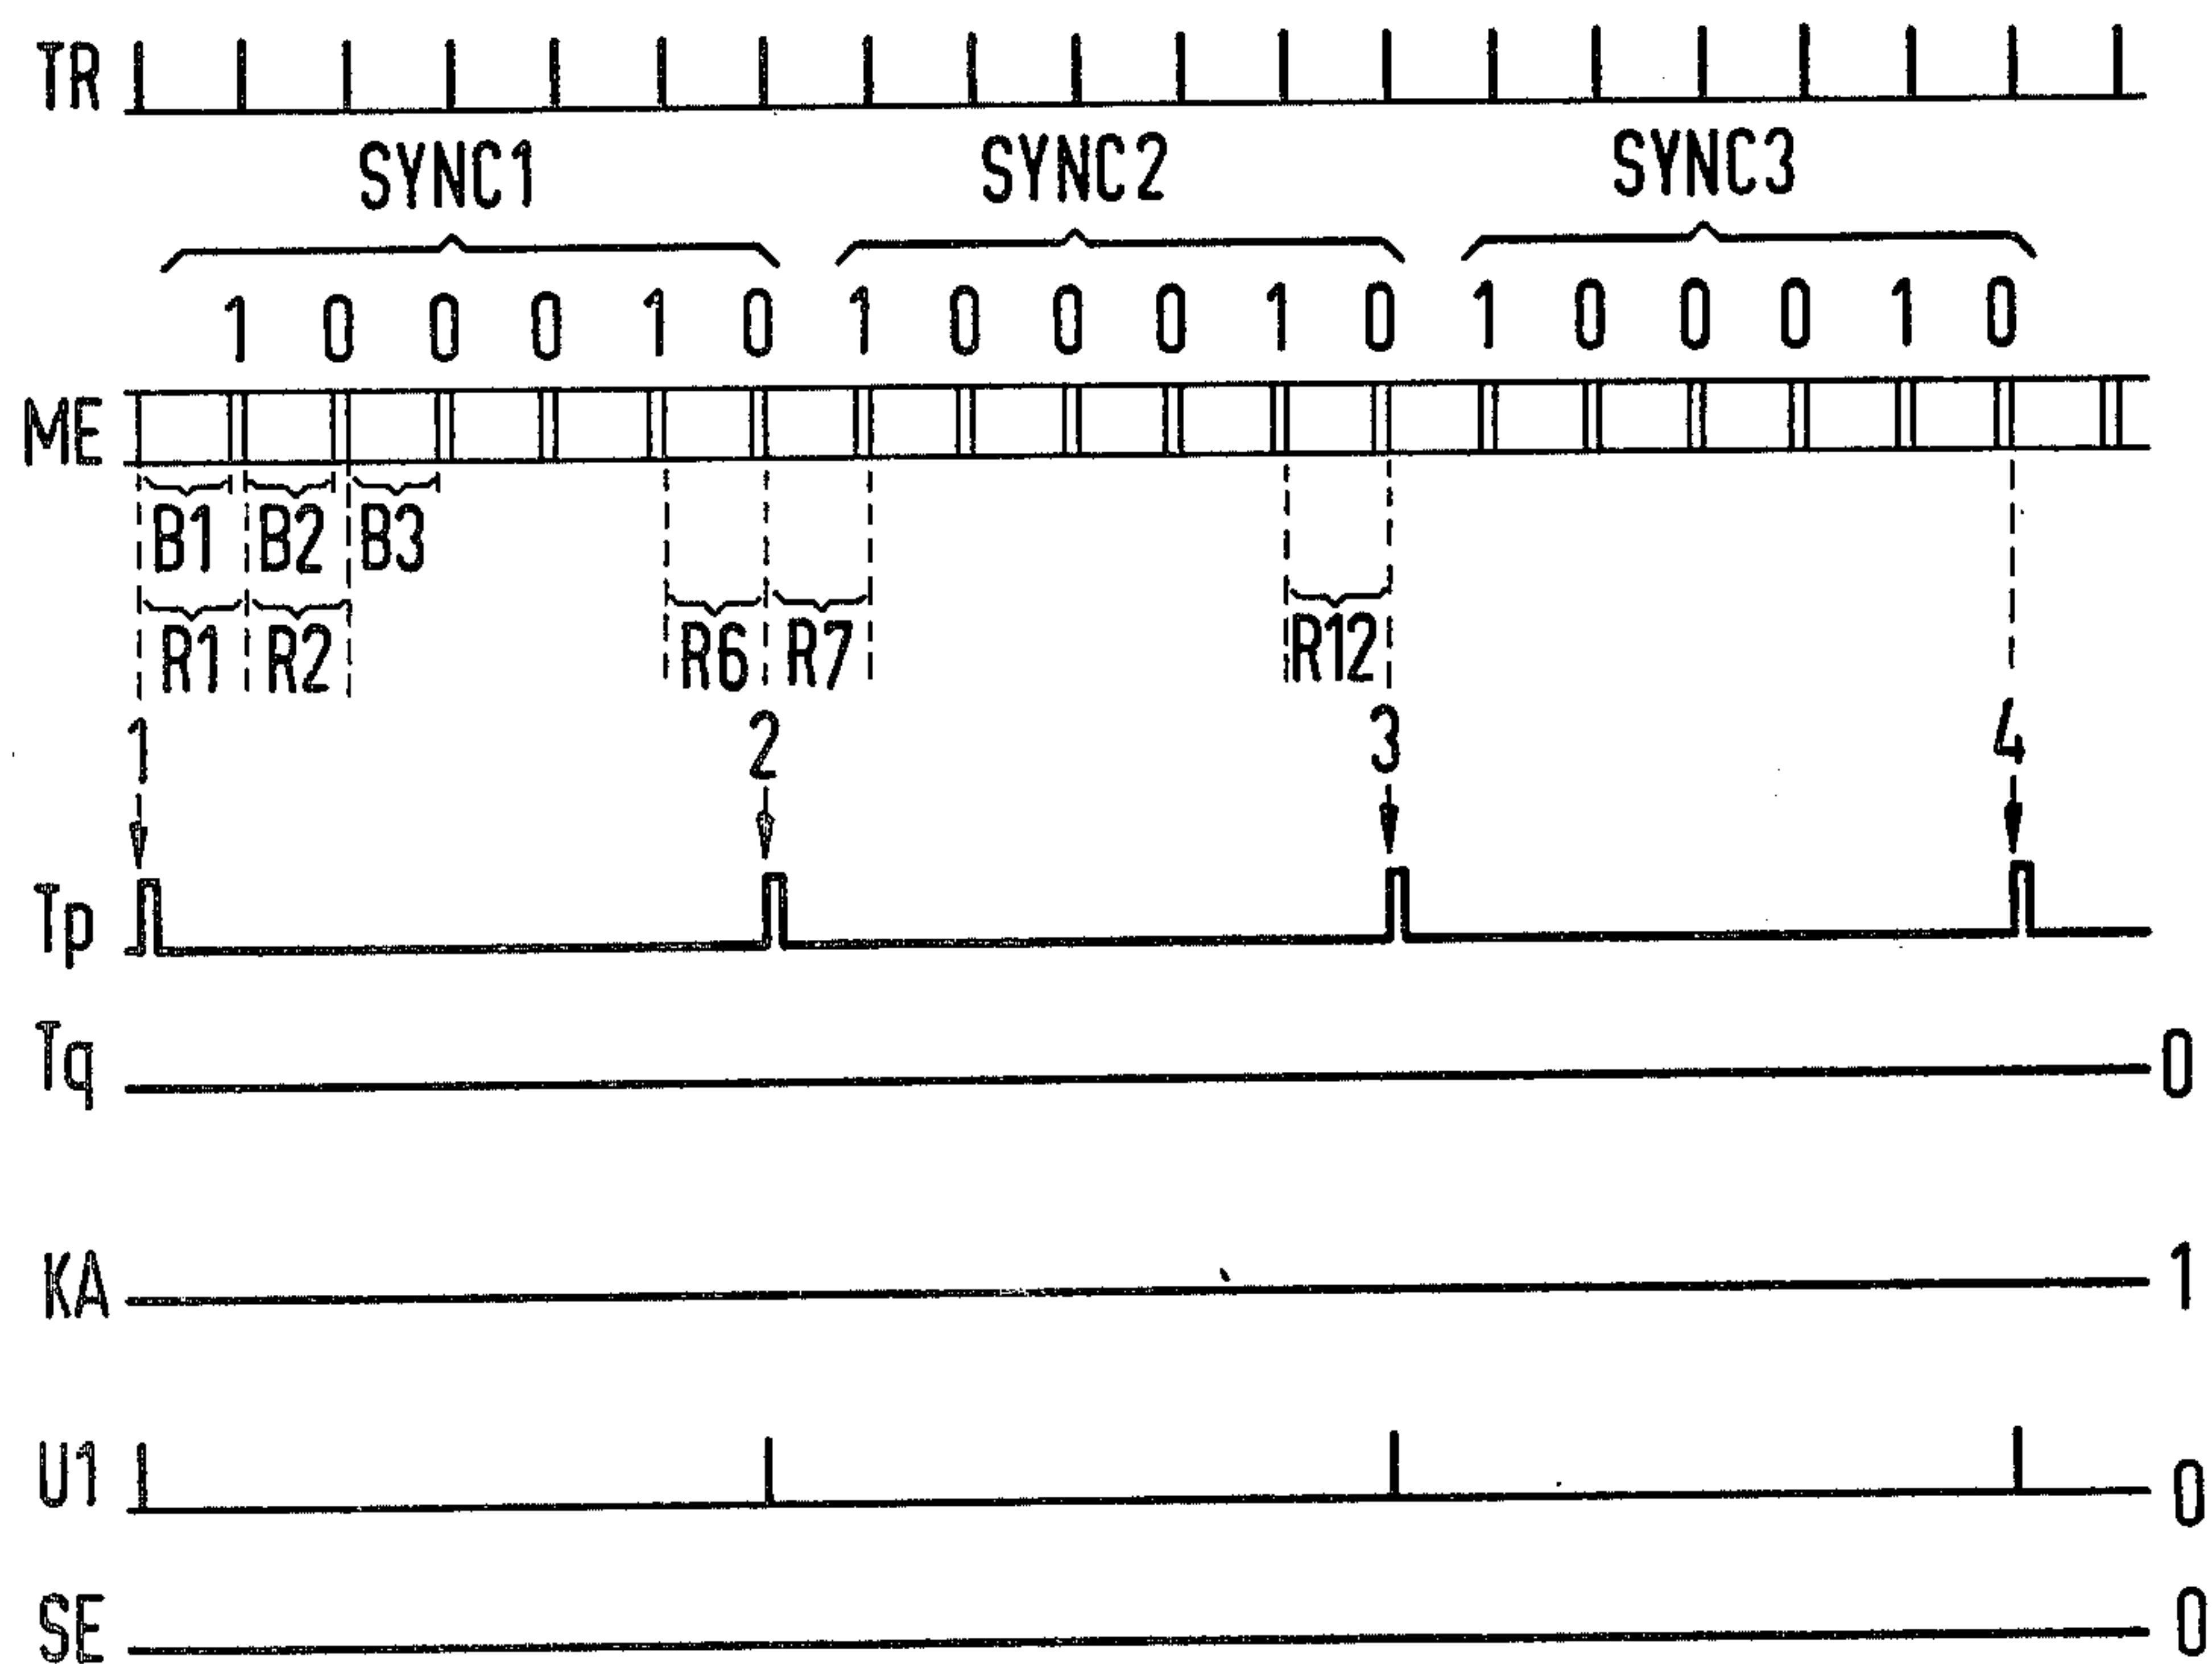 TR
SYNC1 SYNC2 SYNC3
1 0 0 0 1 0 1 0 0 0 1 0 1 0 0 0 1 0
ME
B1 B2 B3
R1 R2 R6 R7 R12
1 2 3 4
Tp
Tq 0
KA 1
U1 0
SE 0